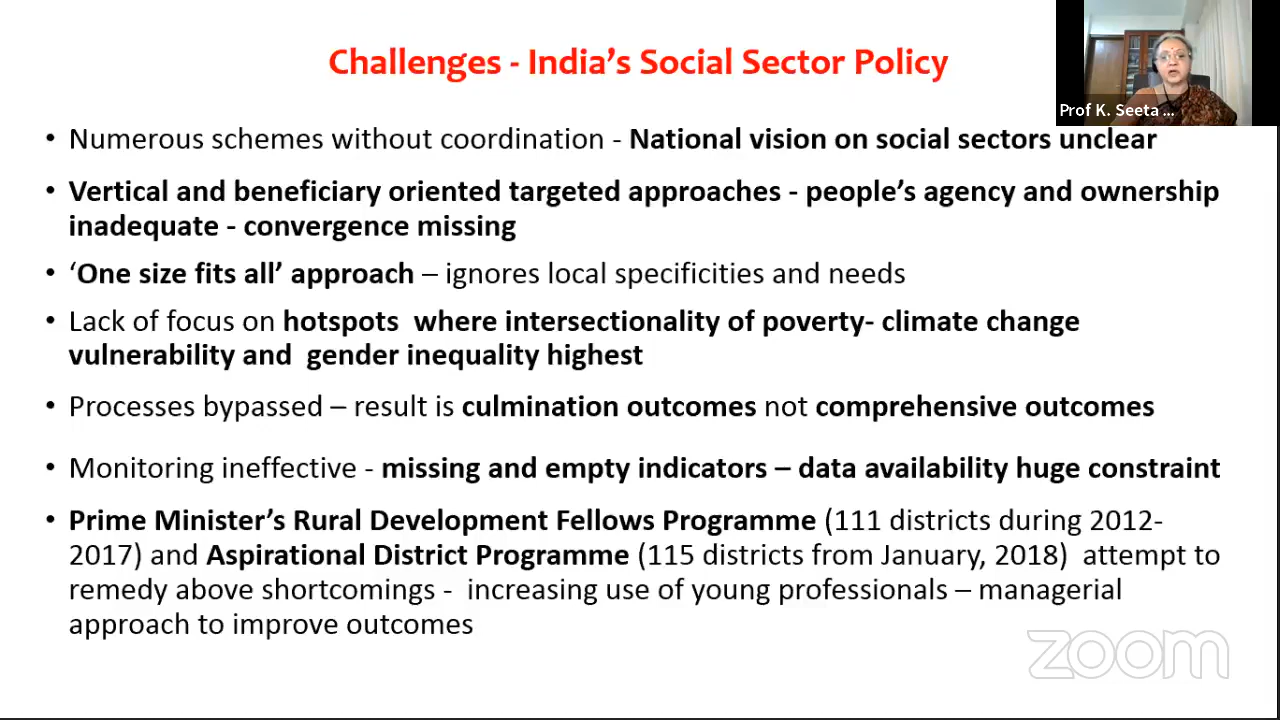 Challenges - India's Social Sector Policy
Prof K. Seeta ...
• Numerous schemes without coordination - National vision on social sectors unclear
• Vertical and beneficiary oriented targeted approaches - people's agency and ownership
inadequate - convergence missing
• 'One size fits all' approach – ignores local specificities and needs
• Lack of focus on hotspots where intersectionality of poverty- climate change
vulnerability and gender inequality highest
• Processes bypassed – result is culmination outcomes not comprehensive outcomes
• Monitoring ineffective - missing and empty indicators – data availability huge constraint
• Prime Minister's Rural Development Fellows Programme (111 districts during 2012-
2017) and Aspirational District Programme (115 districts from January, 2018) attempt to
remedy above shortcomings - increasing use of young professionals – managerial
approach to improve outcomes
zoom